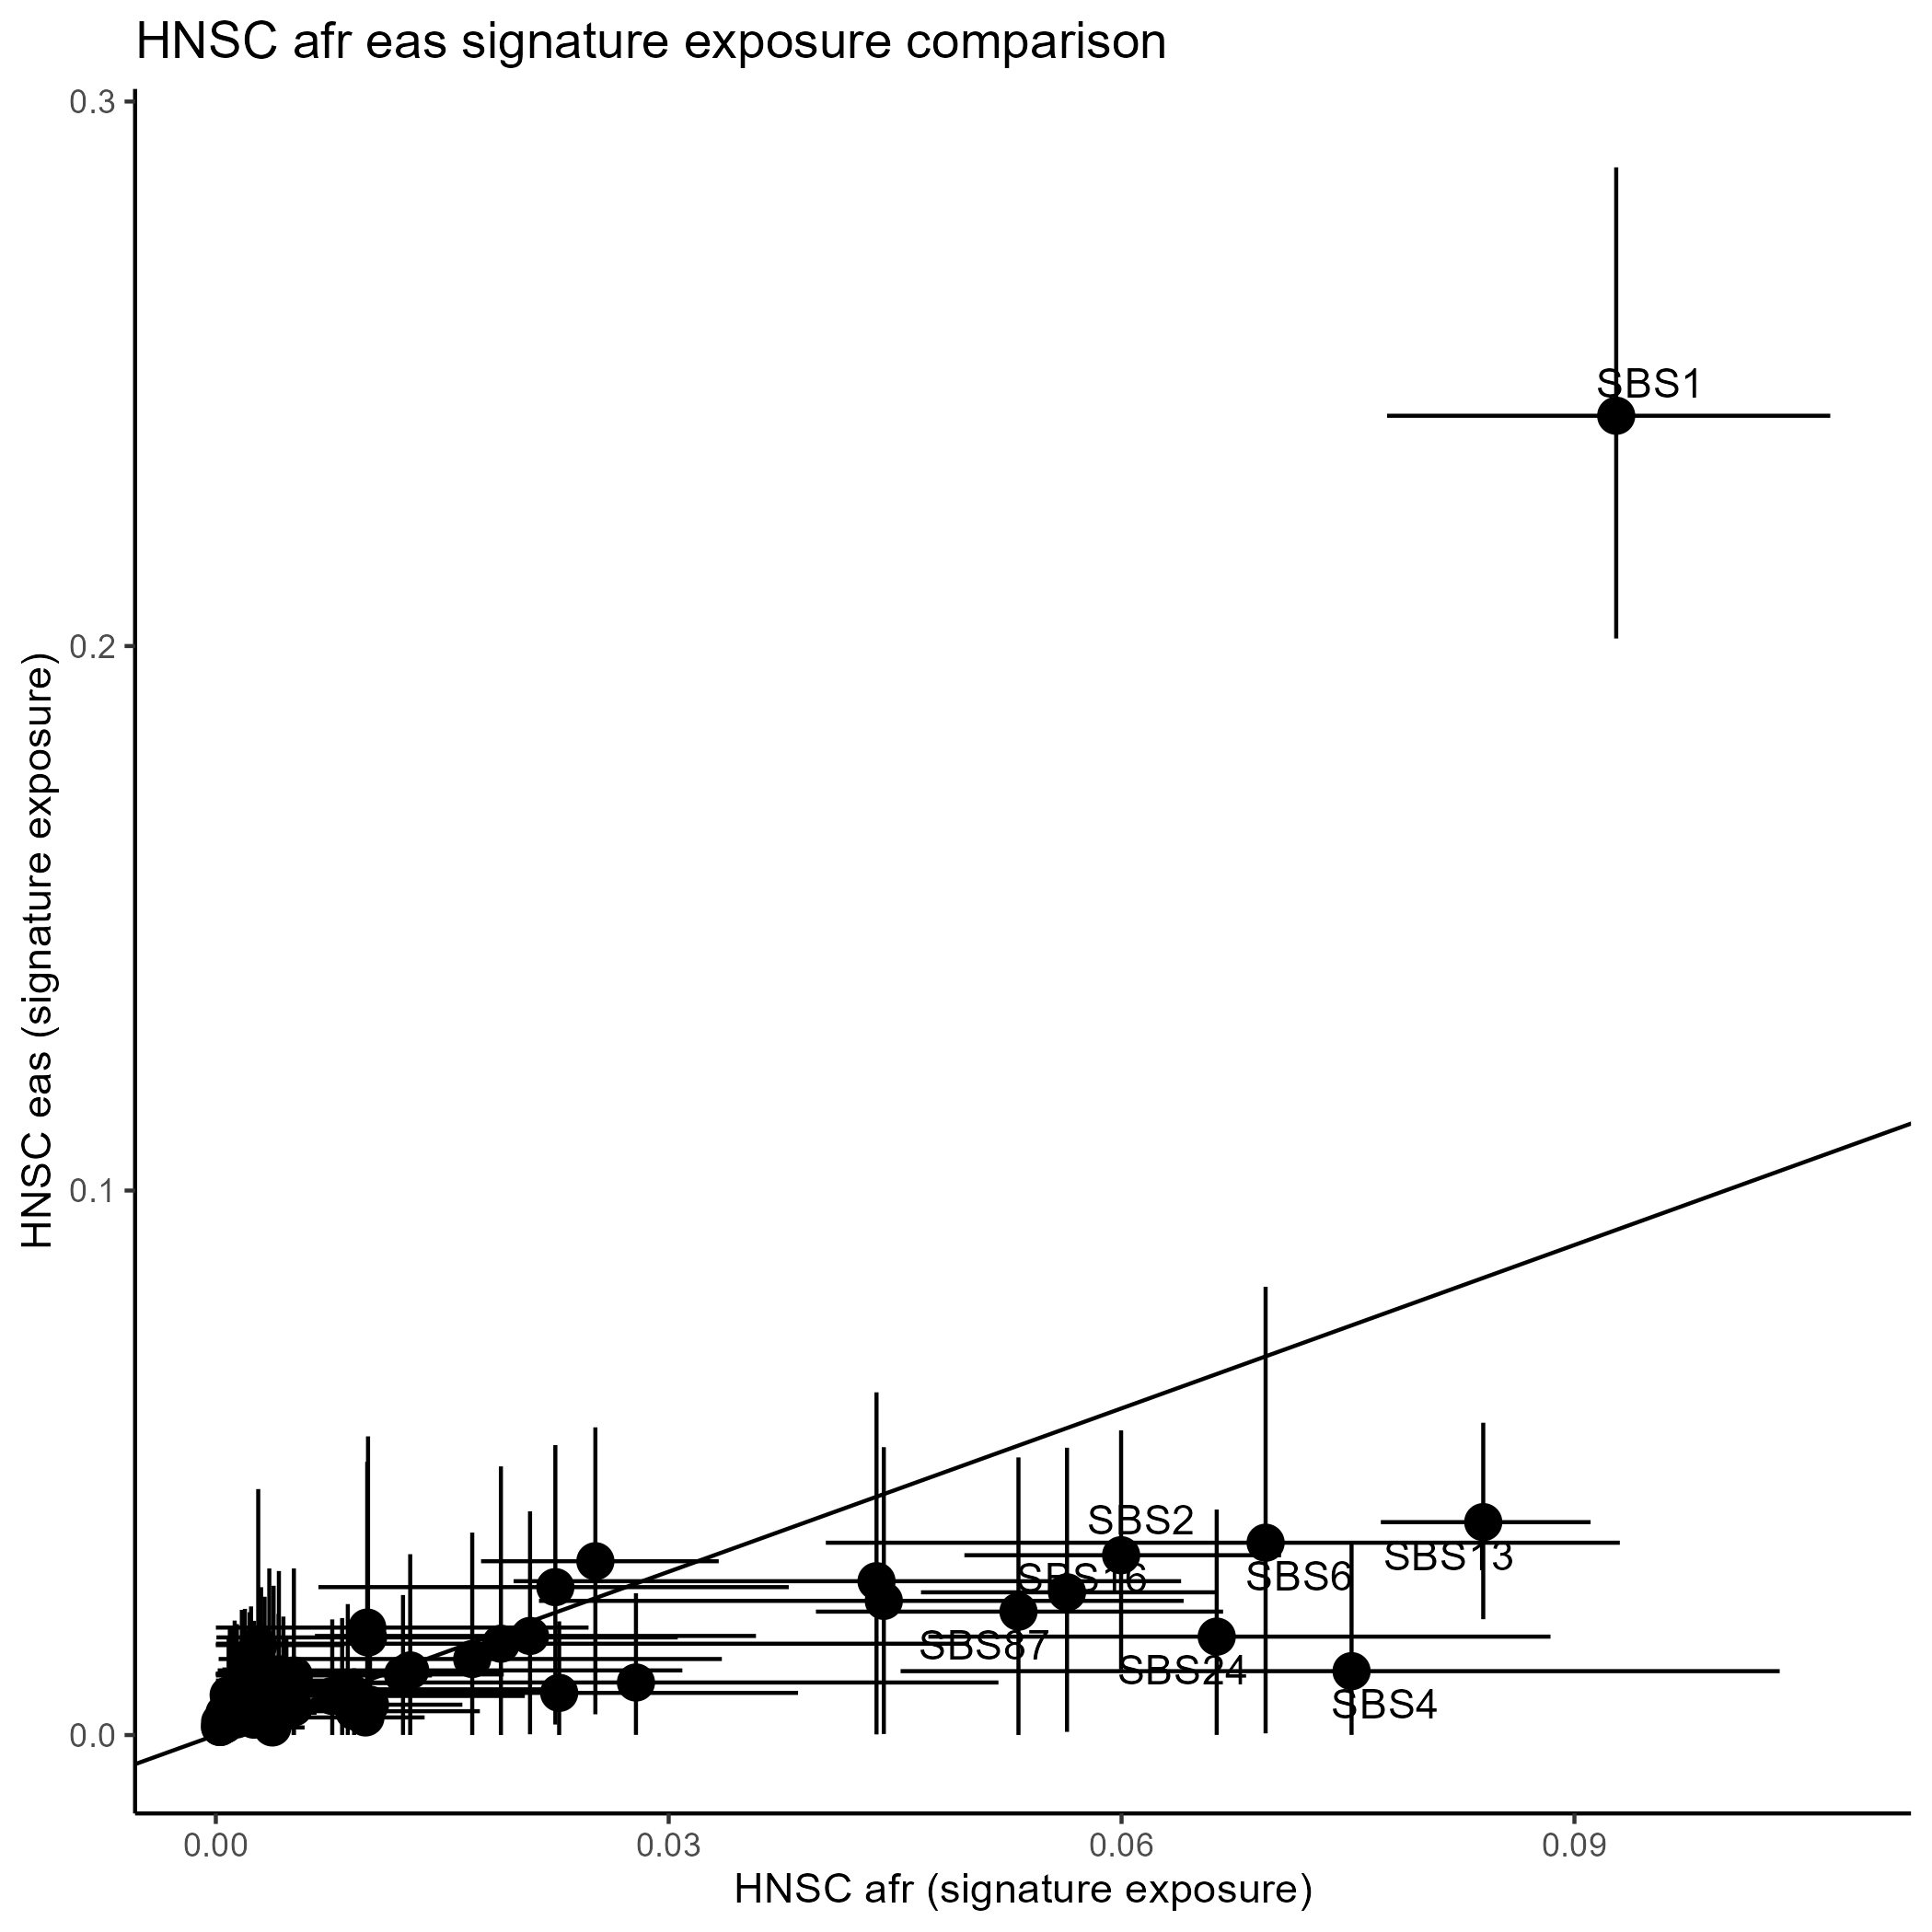 HNSC afr eas signature exposure comparison
0.3
SBS1
0.2
HNSC eas (signature exposure)
0.1
SBS2
SBS13
SBS16
SBS6
SBS87
SBS24
SBS4
0.0
0.00 0.03 0.06 0.09
HNSC afr (signature exposure)